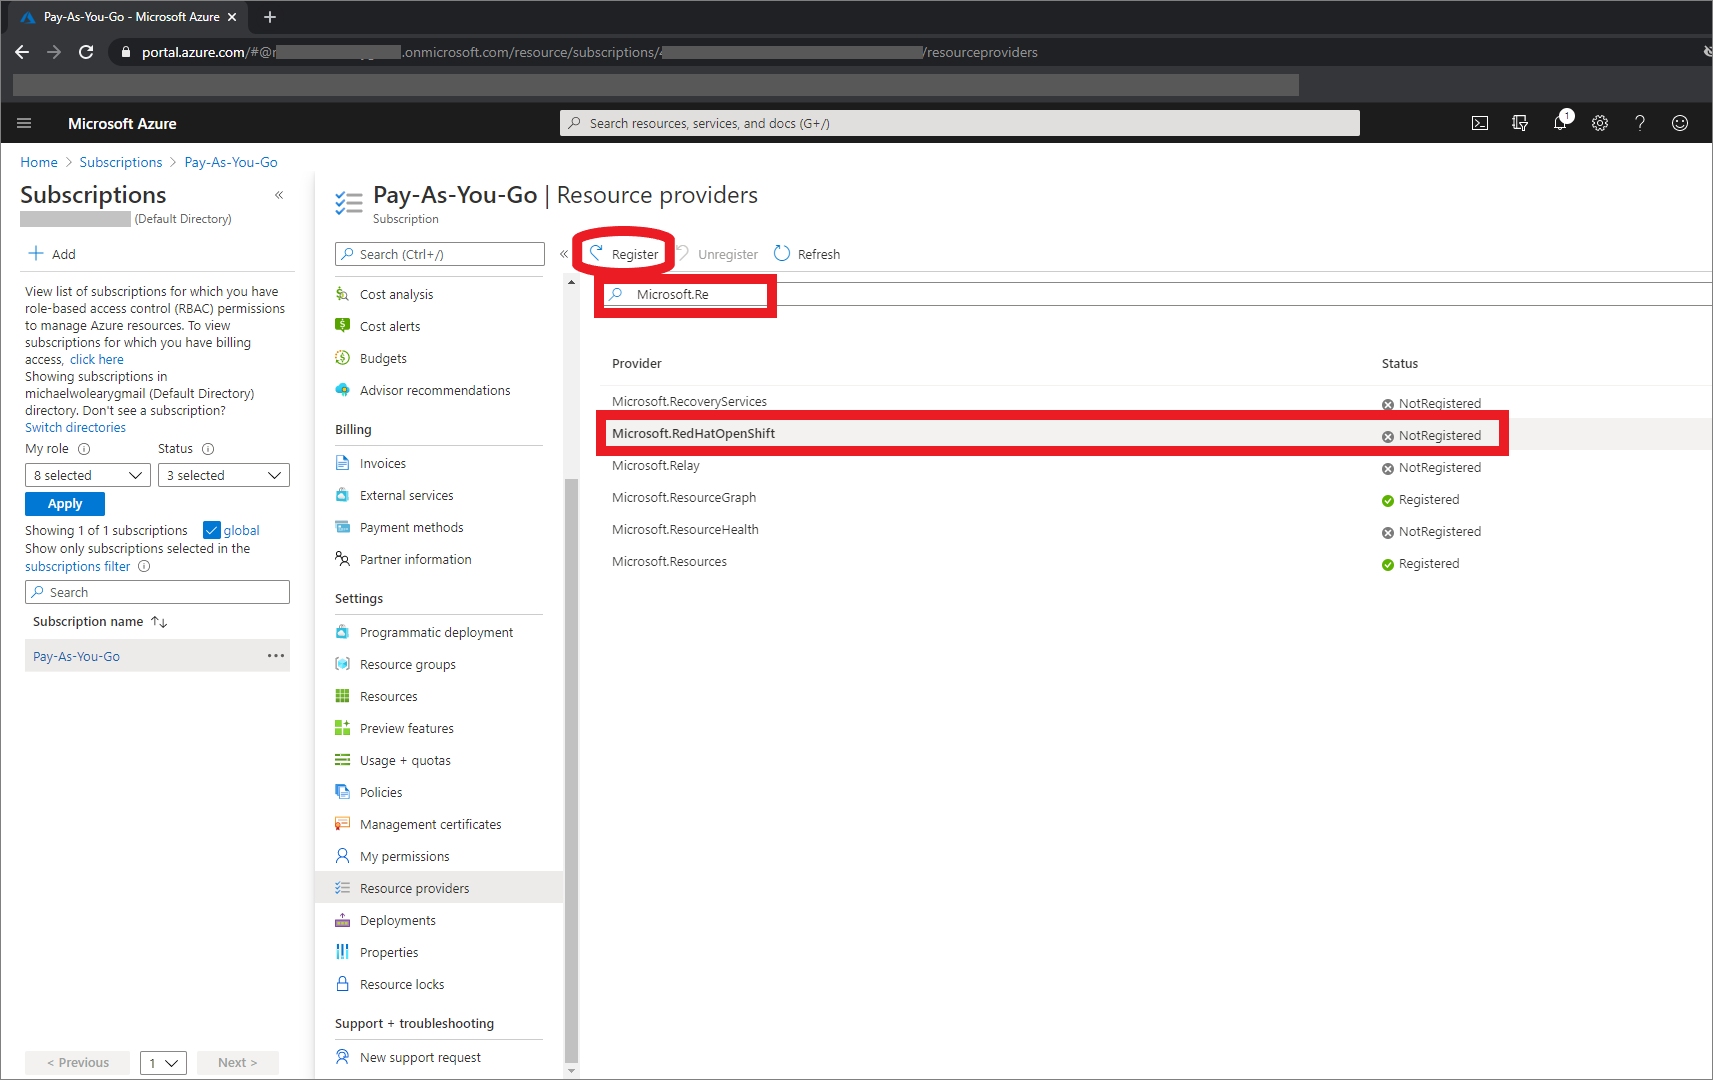 Pay-As-You-Go - Microsoft Azure
portal.azure.com/#@r .onmicrosoft.com/resource/subscriptions/ /resourceproviders
Microsoft Azure
Search resources, services, and docs (G+/)
1
Home > Subscriptions > Pay-As-You-Go
Subscriptions
(Default Directory)
Add
View list of subscriptions for which you have
role-based access control (RBAC) permissions
to manage Azure resources. To view
subscriptions for which you have billing
access, click here
Showing subscriptions in
michaelwolearygmail (Default Directory)
directory. Don't see a subscription?
Switch directories
My role Status
8 selected 3 selected
Apply
Showing 1 of 1 subscriptions global
Show only subscriptions selected in the
subscriptions filter
Search
Subscription name
Pay-As-You-Go
< Previous 1 Next >
Pay-As-You-Go | Resource providers
Subscription
Search (Ctrl+/)
Cost analysis
Cost alerts
Budgets
Advisor recommendations
Billing
Invoices
External services
Payment methods
Partner information
Settings
Programmatic deployment
Resource groups
Resources
Preview features
Usage + quotas
Policies
Management certificates
My permissions
Resource providers
Deployments
Properties
Resource locks
Support + troubleshooting
New support request
Register Unregister Refresh
Microsoft.Re
Provider Status
Microsoft.RecoveryServices NotRegistered
Microsoft.RedHatOpenShift NotRegistered
Microsoft.Relay NotRegistered
Microsoft.ResourceGraph Registered
Microsoft.ResourceHealth NotRegistered
Microsoft.Resources Registered